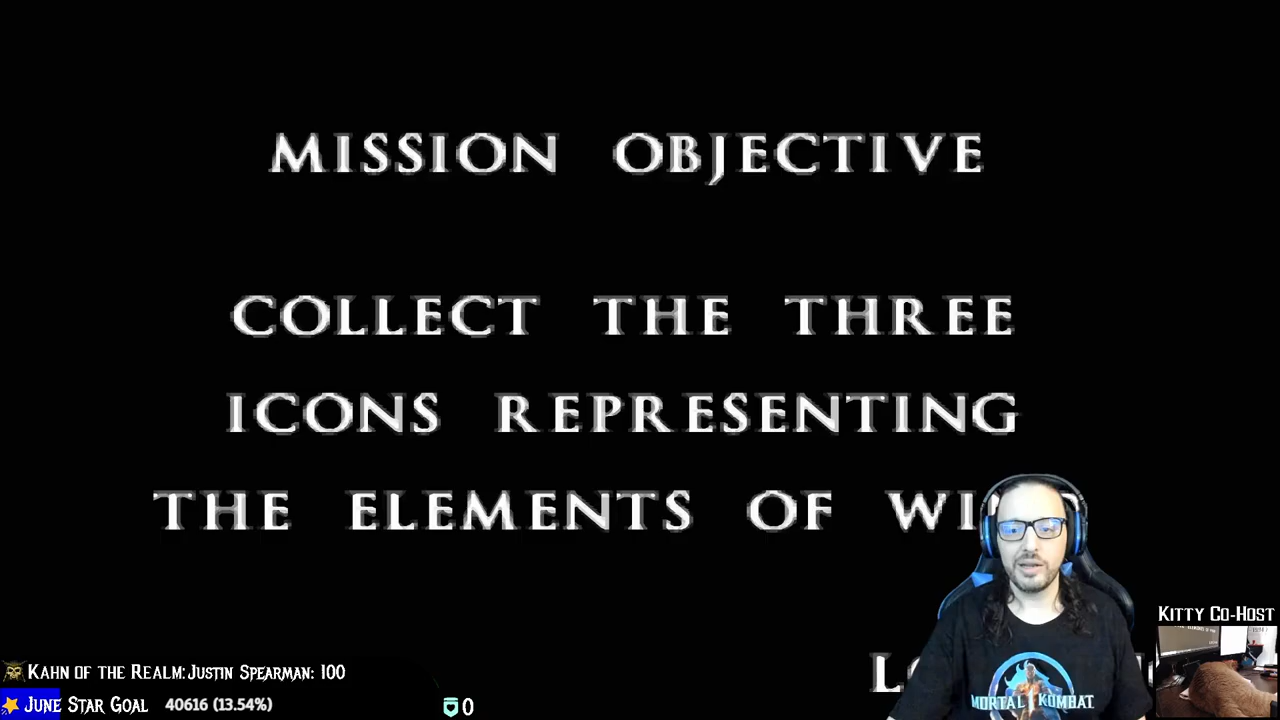 MISSION OBJECTIVE
COLLECT THE THREE
ICONS REPRESENTING
THE ELEMENTS OF
KITTY CO-HOST
KAHN OF THE REALM: JUSTIN SPEARMAN: 100
JUNE STAR GOAL 40616 (13.54%)
0
MORTAL KOMBAT